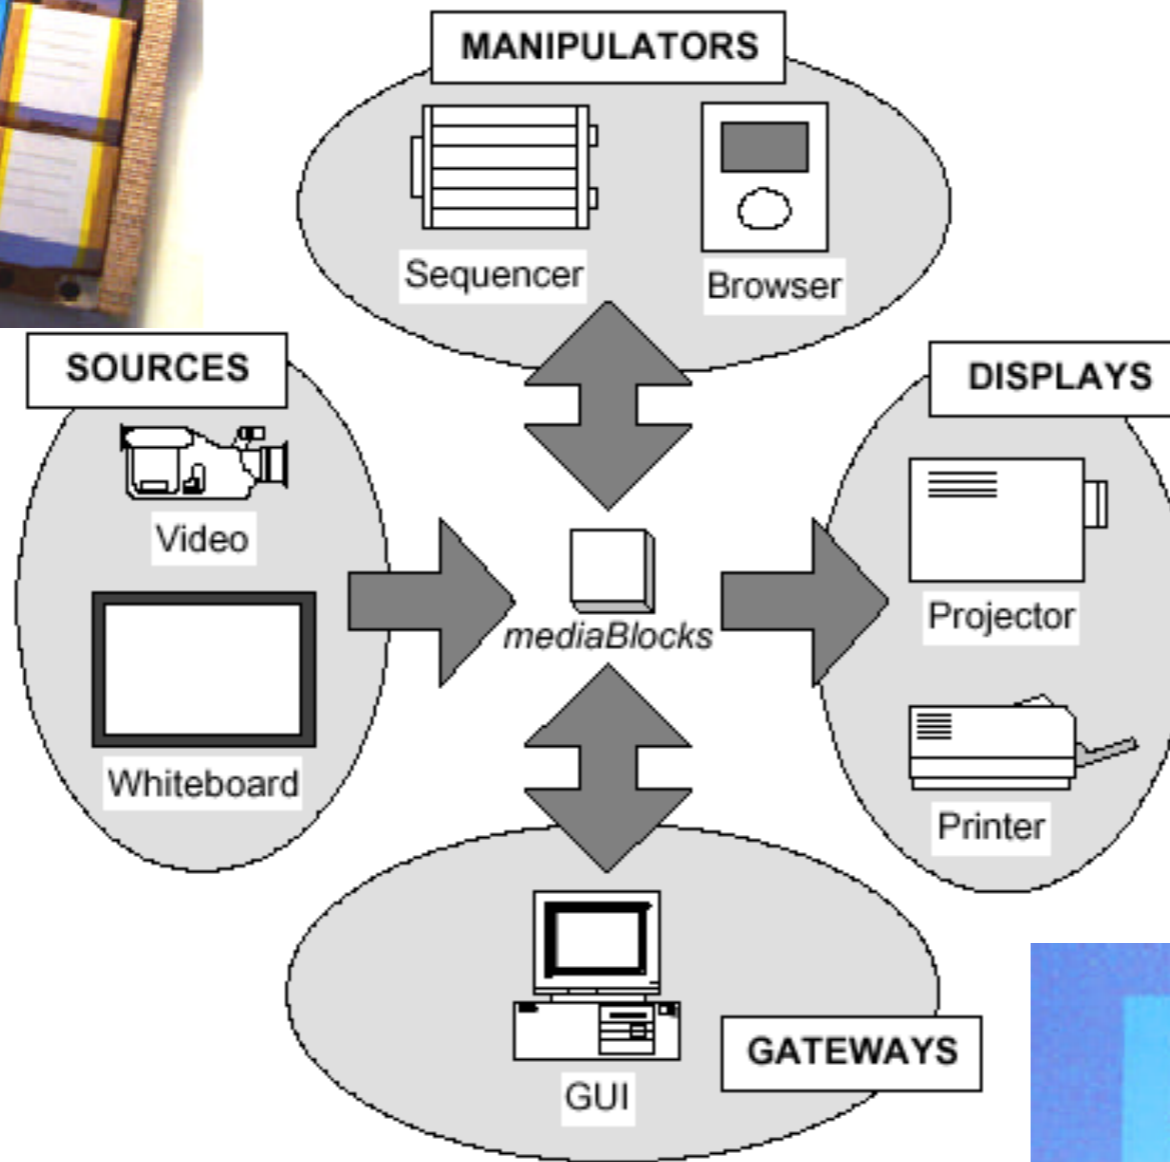 MANIPULATORS
Sequencer
Browser
SOURCES
Video
Whiteboard
mediaBlocks
DISPLAYS
Projector
Printer
GUI
GATEWAYS